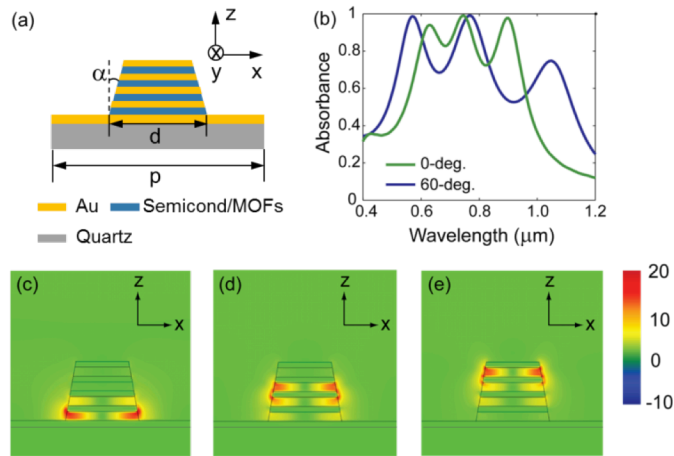 (a)
z
x
y
α
d
p
Au
Semicond/MOFs
Quartz
(b)
Absorbance
1
0.8
0.6
0.4
0.2
0
0.4
0.6
0.8
1.0
1.2
0-deg.
60-deg.
Wavelength (μm)
(c)
z
x
(d)
z
x
(e)
z
x
20
10
0
-10